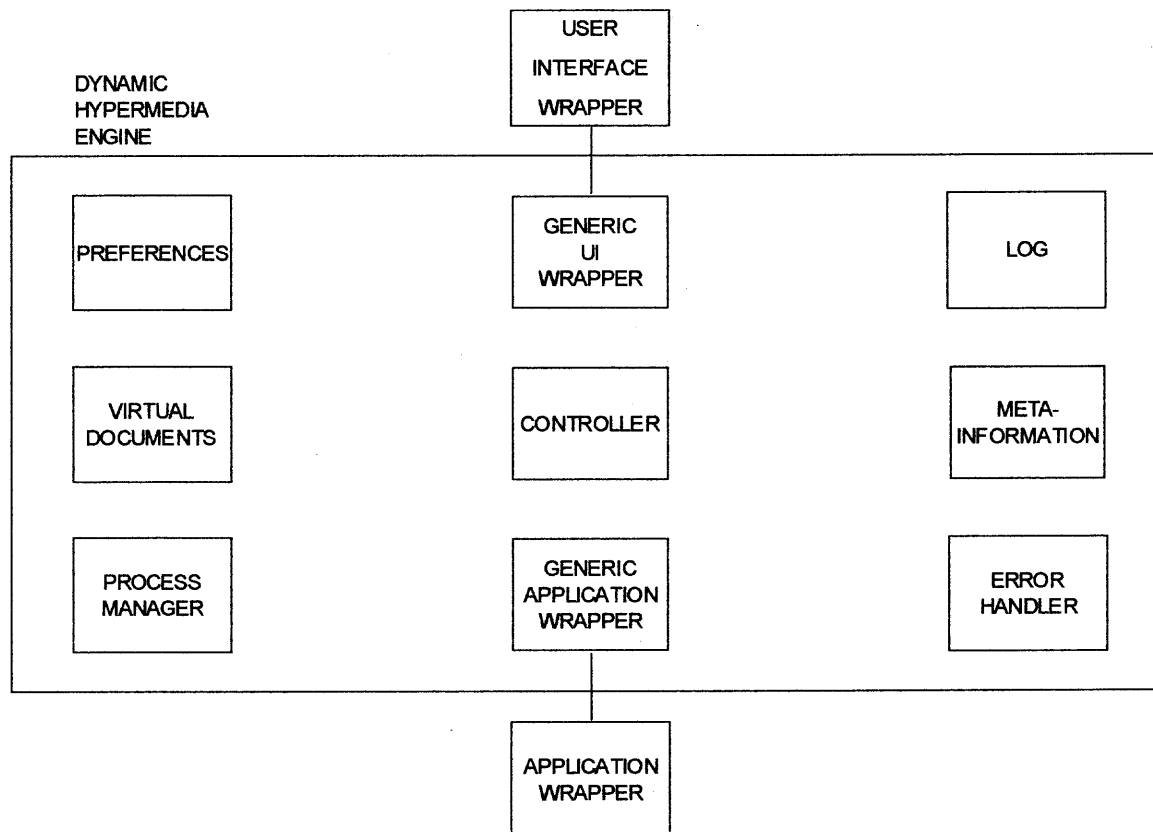 USER
INTERFACE
WRAPPER
DYNAMIC
HYPERMEDIA
ENGINE
PREFERENCES
GENERIC
UI
WRAPPER
LOG
VIRTUAL
DOCUMENTS
CONTROLLER
META-
INFORMATION
PROCESS
MANAGER
GENERIC
APPLICATION
WRAPPER
ERROR
HANDLER
APPLICATION
WRAPPER